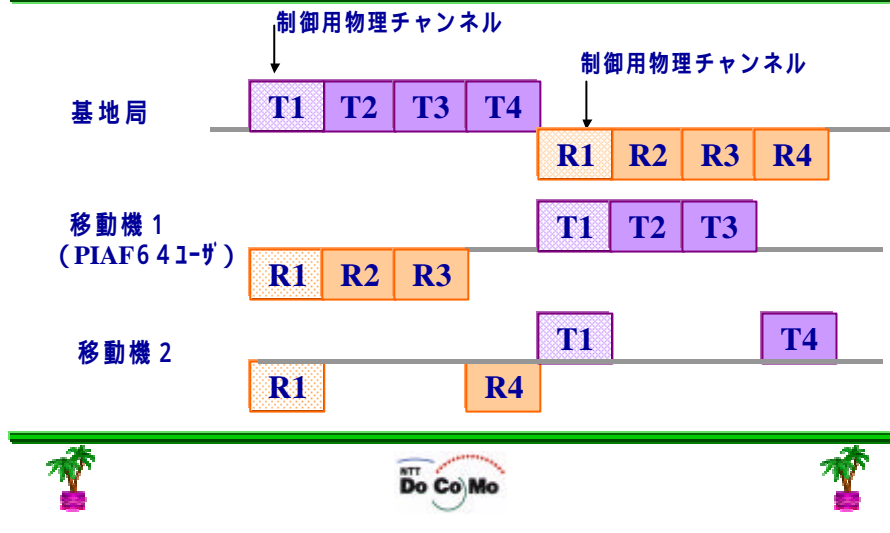 制御用物理チャンネル
制御用物理チャンネル
基地局
T1 T2 T3 T4
R1 R2 R3 R4
移動機1
(PIAF64ﾕｰｻﾞ)
T1 T2 T3
R1 R2 R3
移動機2
T1 T4
R1 R4
NTT
DoCoMo